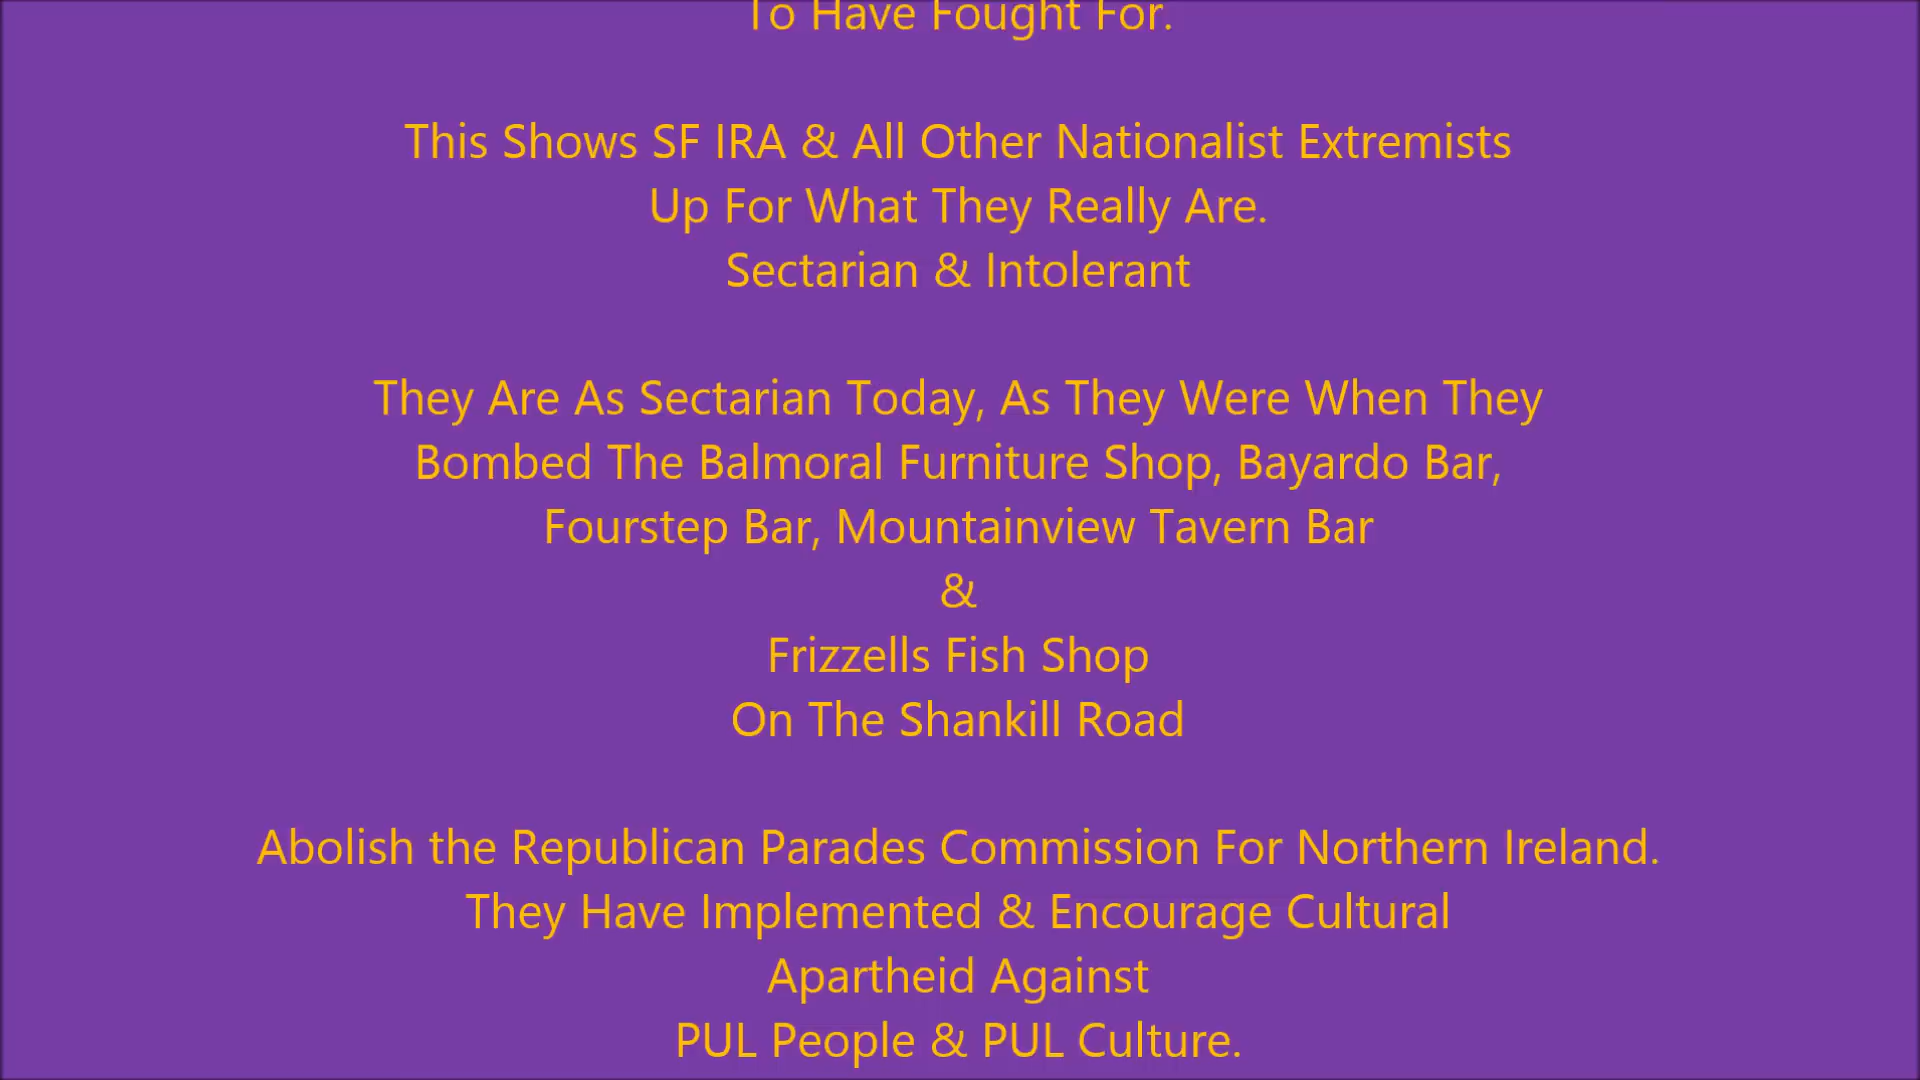 To Have Fought For.
This Shows SF IRA & All Other Nationalist Extremists
Up For What They Really Are.
Sectarian & Intolerant
They Are As Sectarian Today, As They Were When They
Bombed The Balmoral Furniture Shop, Bayardo Bar,
Fourstep Bar, Mountainview Tavern Bar
&
Frizzells Fish Shop
On The Shankill Road
Abolish the Republican Parades Commission For Northern Ireland.
They Have Implemented & Encourage Cultural
Apartheid Against
PUL People & PUL Culture.